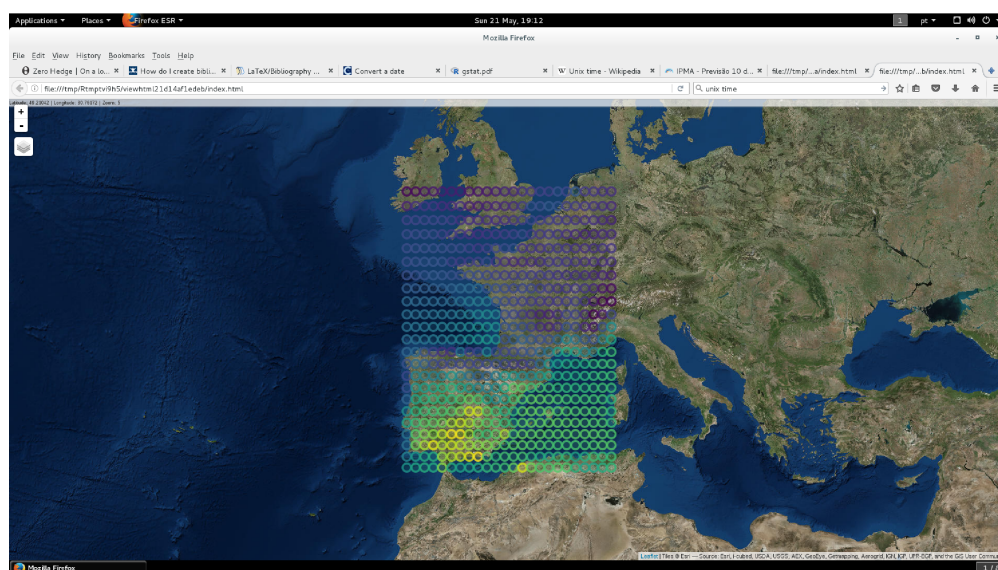 Applications Places Firefox ESR Sun 21 May, 19:12 1 pt
Mozilla Firefox
File Edit View History Bookmarks Tools Help
Zero Hedge | On a lo... How do I create bibli... LaTeX/Bibliography ... Convert a date gstat.pdf Unix time - Wikipedia IPMA - Previsão 10 d... file:///tmp/...a/index.html file:///tmp/...b/index.html
file:///tmp/Rtmptvi9h5/viewhtml21d14af1edeb/index.html unix time
+
-
Leaflet | Tiles © Esri — Source: Esri, i-cubed, USDA, USGS, AEX, GeoEye, Getmapping, Aerogrid, IGN, IGP, UPR-EGP, and the GIS User
Mozilla Firefox